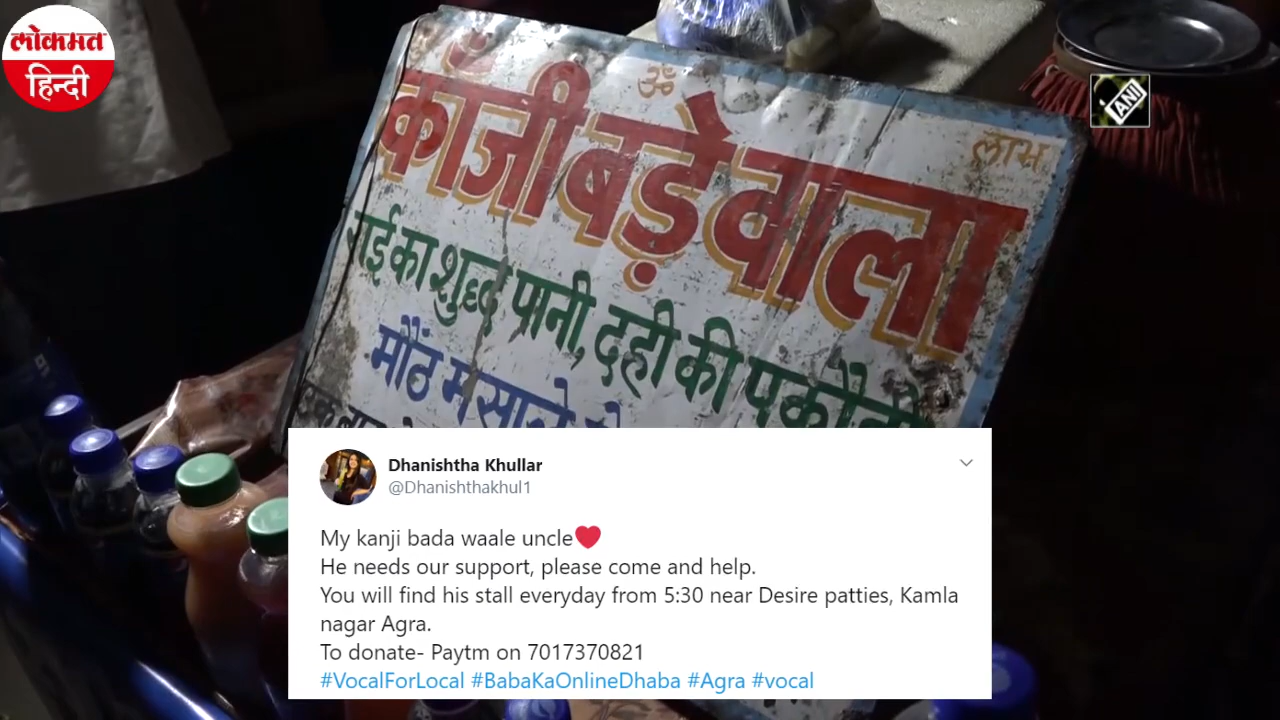 लोकमत
हिन्दी
ANI
ॐ
लाभ
काँजी बड़े वाला
राई का शुद्ध पानी, दही की पकौड़ी
मौंठ मसाले
Dhanishtha Khullar
@Dhanishthakhul1
My kanji bada waale uncle❤️
He needs our support, please come and help.
You will find his stall everyday from 5:30 near Desire patties, Kamla
nagar Agra.
To donate- Paytm on 7017370821
#VocalForLocal #BabaKaOnlineDhaba #Agra #vocal